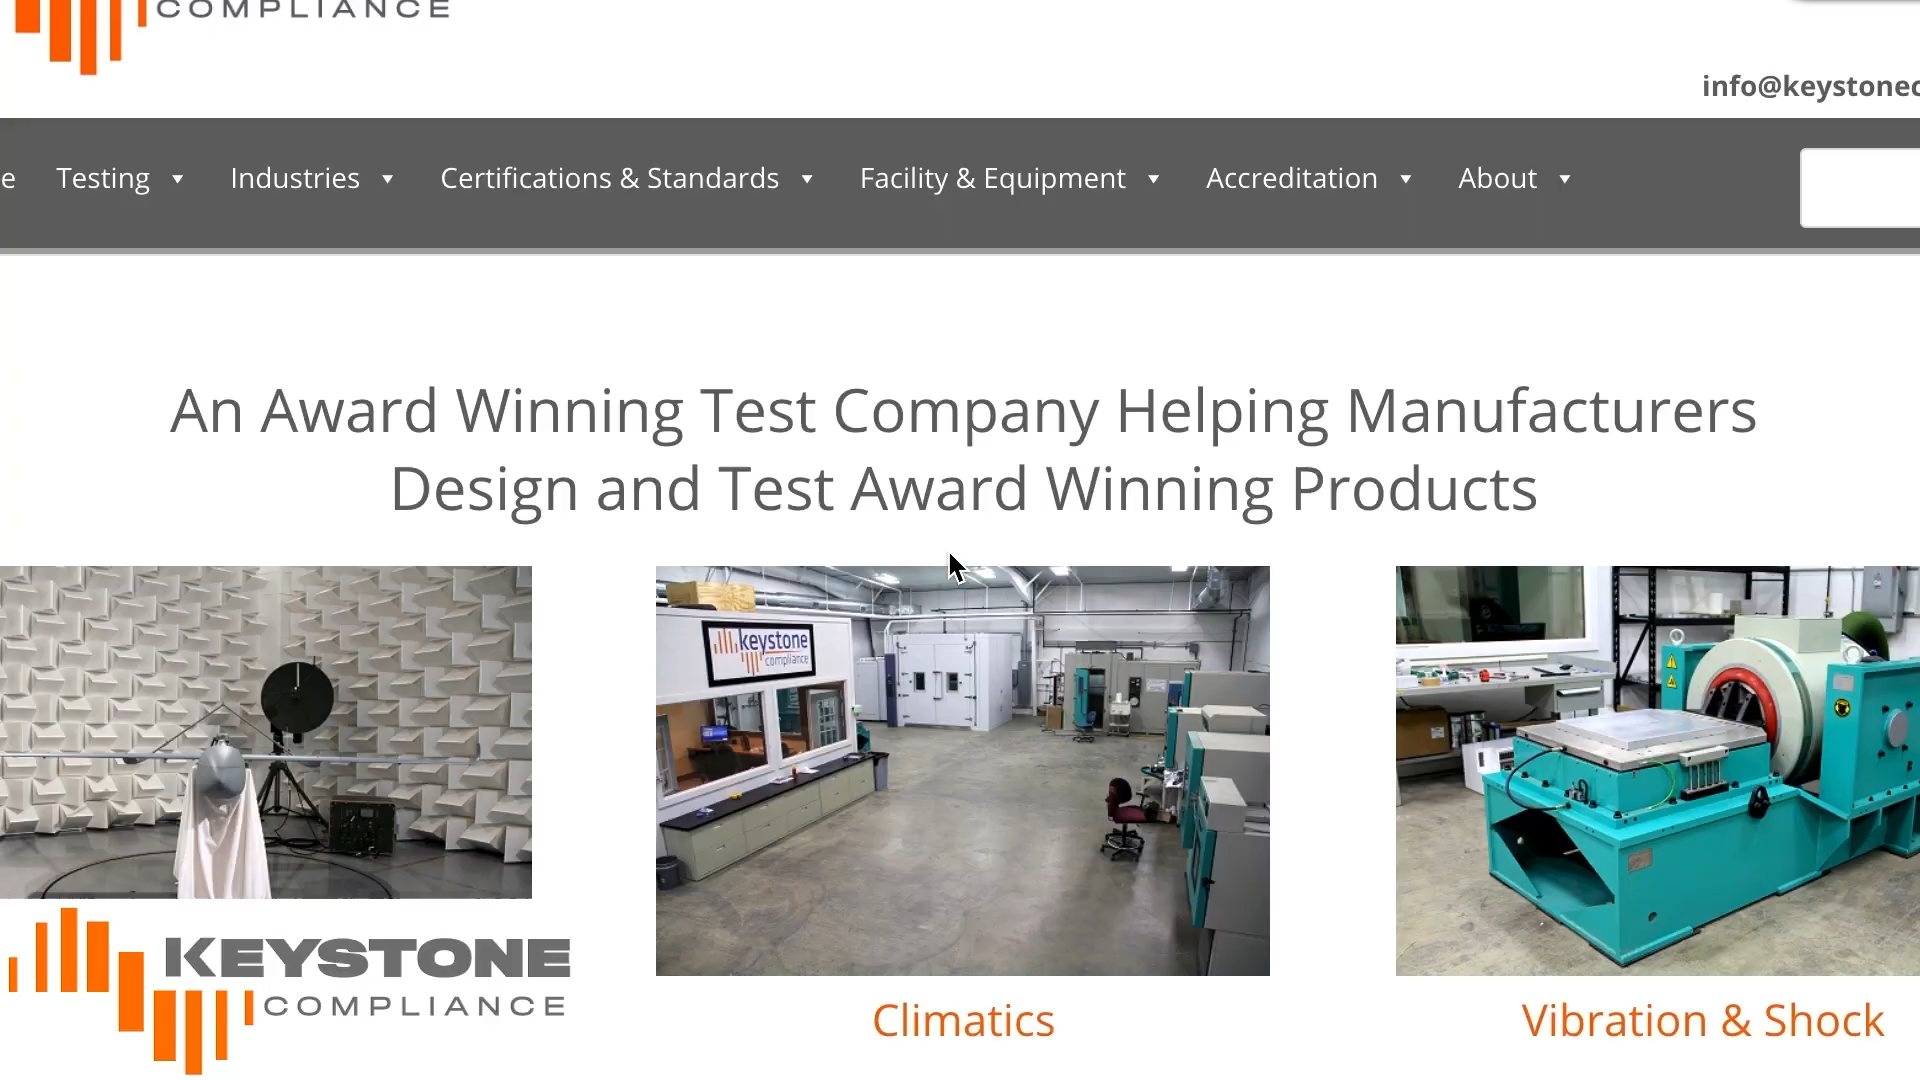 COMPLIANCE
info@keystonec
e Testing Industries Certifications & Standards Facility & Equipment Accreditation About
An Award Winning Test Company Helping Manufacturers
Design and Test Award Winning Products
keystone
compliance
KEYSTONE
COMPLIANCE
Climatics
Vibration & Shock